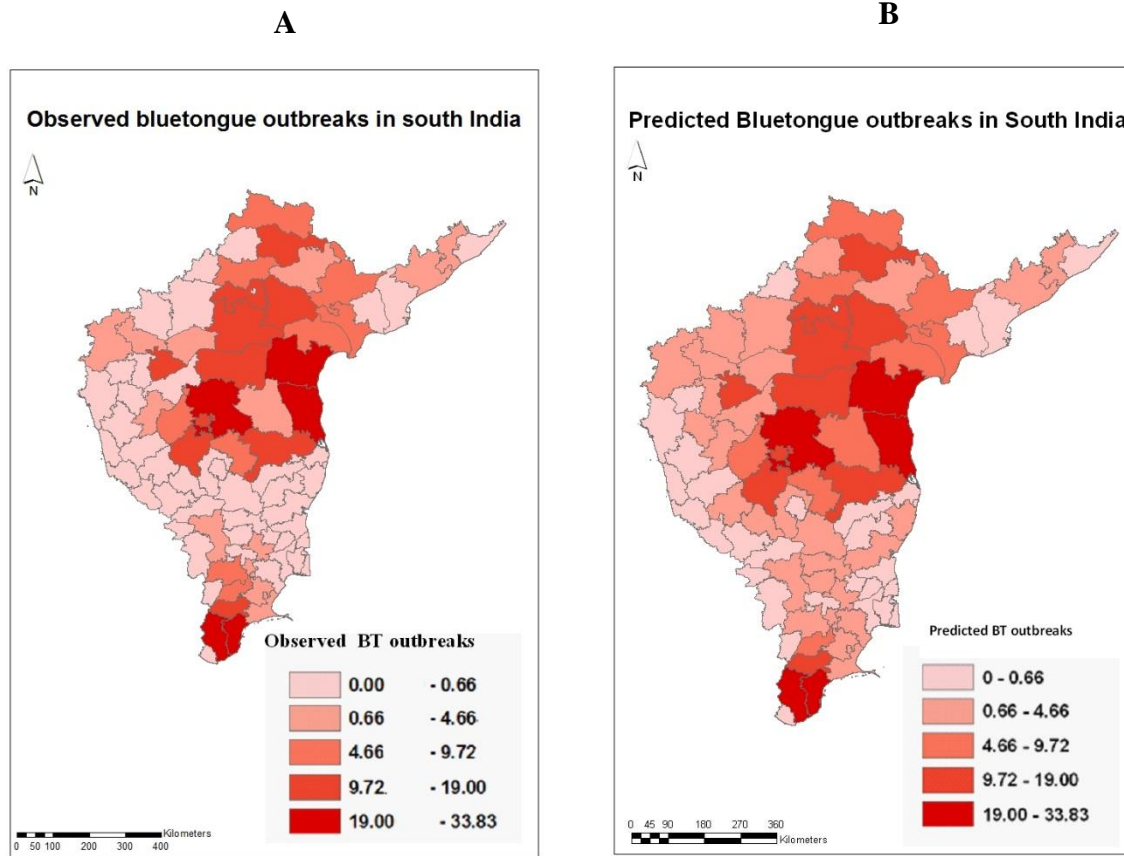 A
B
Observed bluetongue outbreaks in south India
N
Observed BT outbreaks
0.00 - 0.66
0.66 - 4.66
4.66 - 9.72
9.72 - 19.00
19.00 - 33.83
Kilometers
0 50 100 200 300 400
Predicted Bluetongue outbreaks in South India
N
Predicted BT outbreaks
0 - 0.66
0.66 - 4.66
4.66 - 9.72
9.72 - 19.00
19.00 - 33.83
0 45 90 180 270 360
Kilometers